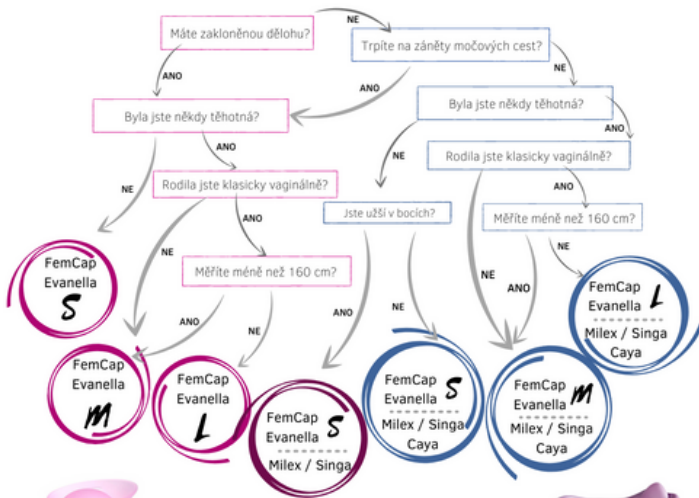 Máte zakloněnou dělohu?
NE
Trpíte na záněty močových cest?
ANO
ANO
NE
Byla jste někdy těhotná?
Byla jste někdy těhotná?
ANO
NE
ANO
NE
Rodila jste klasicky vaginálně?
Rodila jste klasicky vaginálně?
NE
ANO
Jste užší v bocích?
NE
ANO
ANO
Měříte méně než 160 cm?
NE
Měříte méně než 160 cm?
ANO
NE
ANO
NE
FemCap
Evanella
S
FemCap
Evanella
M
FemCap
Evanella
L
FemCap
Evanella S
Milex / Singa
FemCap
Evanella S
Milex / Singa
Caya
FemCap
Evanella M
Milex / Singa
Caya
FemCap
Evanella L
Milex / Singa
Caya